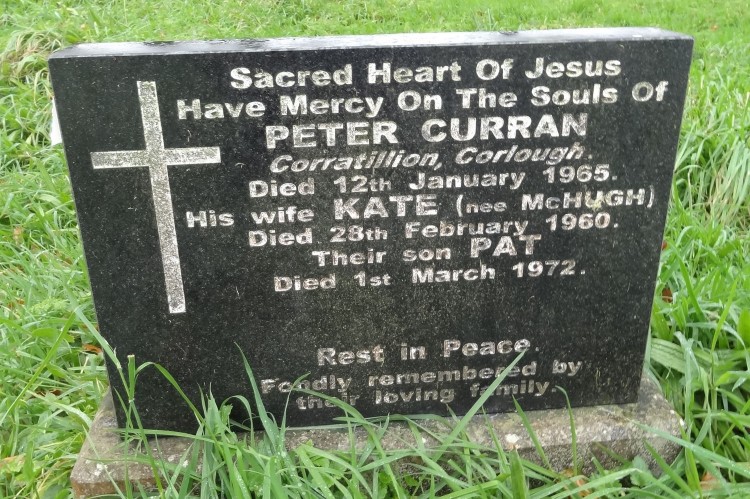 Sacred Heart Of Jesus
Have Mercy On The Souls Of
PETER CURRAN
Corratillion, Corlough.
Died 12th January 1965.
His wife KATE (nee McHUGH)
Died 28th February 1960.
Their son PAT
Died 1st March 1972.
Rest in Peace.
Fondly remembered by
their loving family.